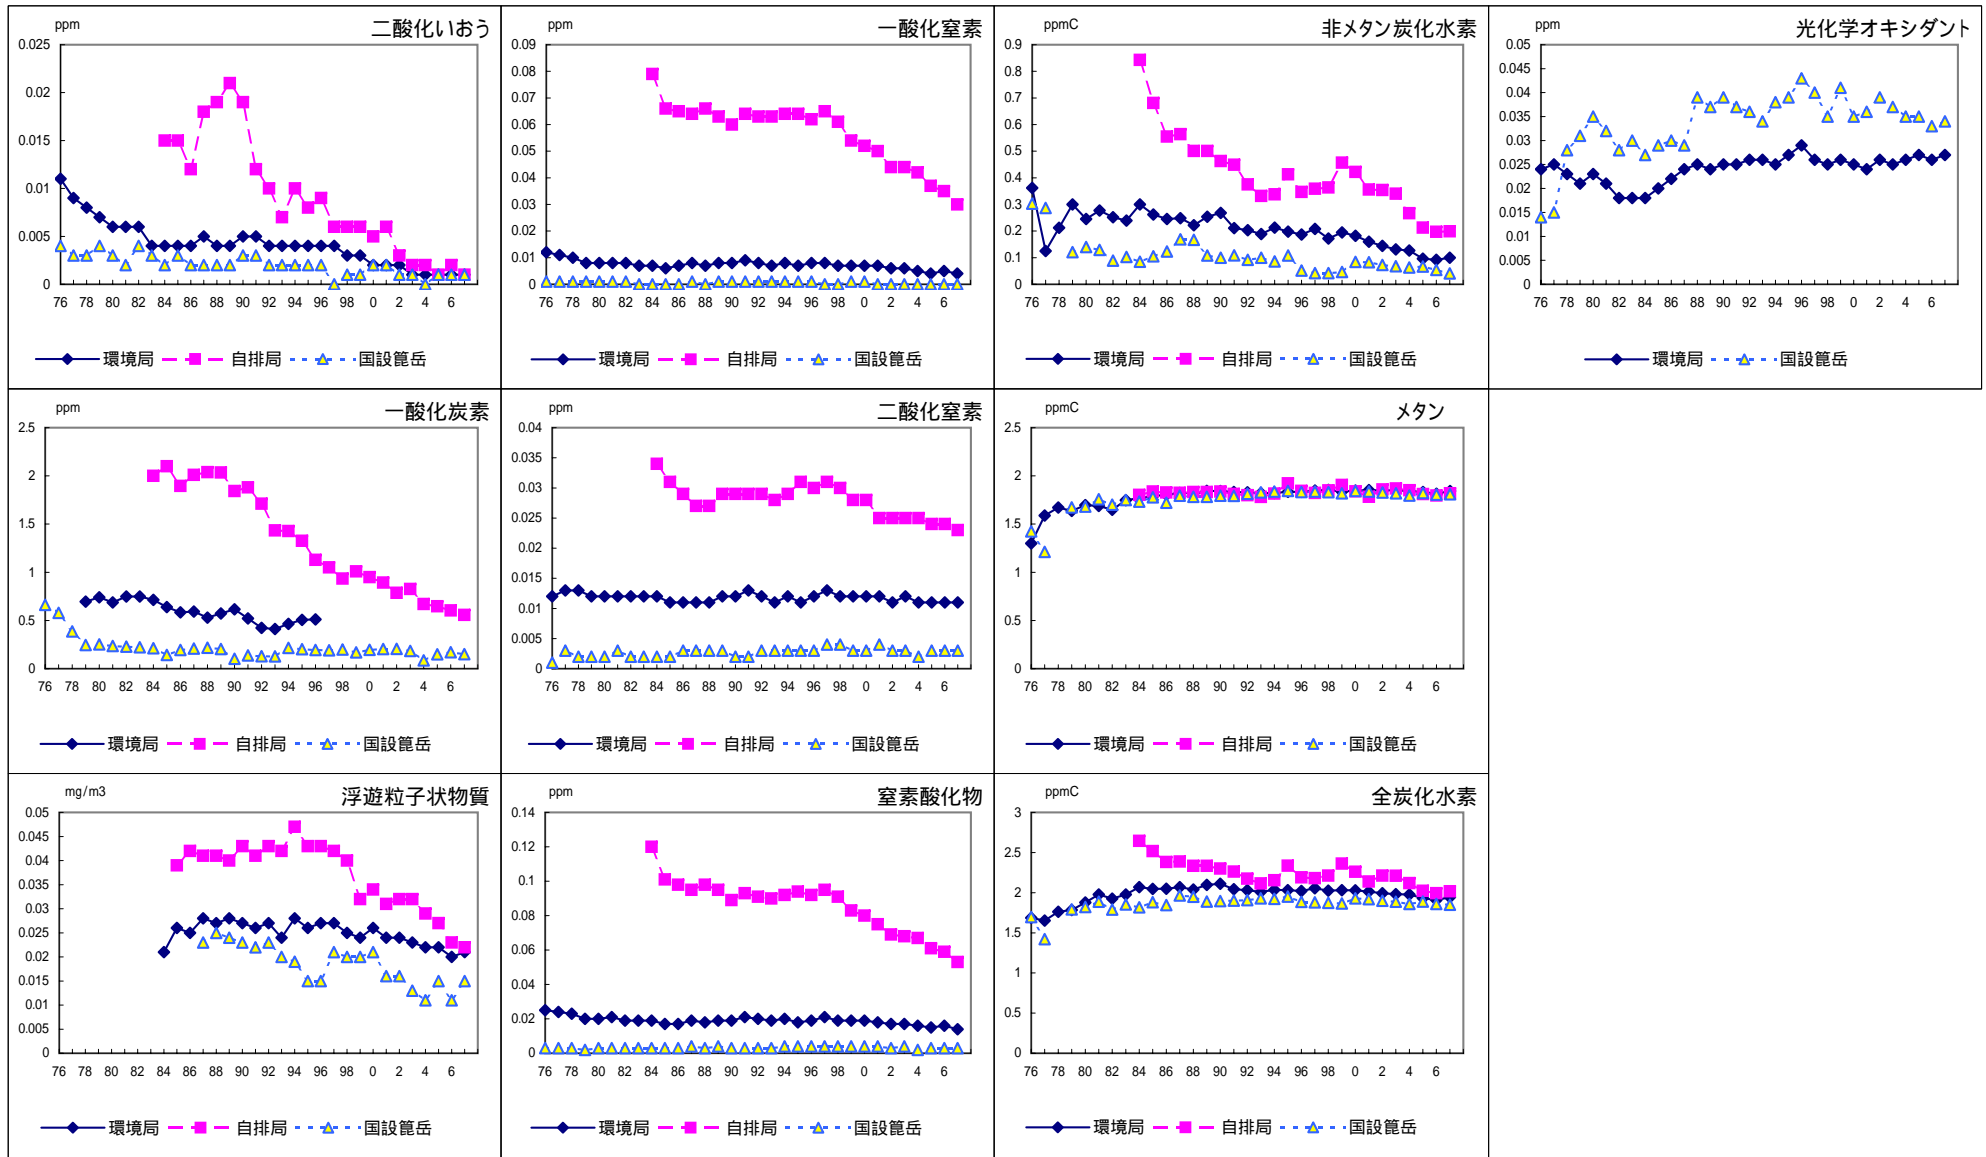 ppm 二酸化いおう
0.025
0.02
0.015
0.01
0.005
0
76 78 80 82 84 86 88 90 92 94 96 98 0 2 4 6
環境局 自排局 国設箆岳
ppm 一酸化窒素
0.09
0.08
0.07
0.06
0.05
0.04
0.03
0.02
0.01
0
76 78 80 82 84 86 88 90 92 94 96 98 0 2 4 6
環境局 自排局 国設箆岳
ppmC 非メタン炭化水素
0.9
0.8
0.7
0.6
0.5
0.4
0.3
0.2
0.1
0
76 78 80 82 84 86 88 90 92 94 96 98 0 2 4 6
環境局 自排局 国設箆岳
ppm 光化学オキシダント
0.05
0.045
0.04
0.035
0.03
0.025
0.02
0.015
0.01
0.005
0
76 78 80 82 84 86 88 90 92 94 96 98 0 2 4 6
環境局 国設箆岳
ppm 一酸化炭素
2.5
2
1.5
1
0.5
0
76 78 80 82 84 86 88 90 92 94 96 98 0 2 4 6
環境局 自排局 国設箆岳
ppm 二酸化窒素
0.04
0.035
0.03
0.025
0.02
0.015
0.01
0.005
0
76 78 80 82 84 86 88 90 92 94 96 98 0 2 4 6
環境局 自排局 国設箆岳
ppmC メタン
2.5
2
1.5
1
0.5
0
76 78 80 82 84 86 88 90 92 94 96 98 0 2 4 6
環境局 自排局 国設箆岳
mg/m3 浮遊粒子状物質
0.05
0.045
0.04
0.035
0.03
0.025
0.02
0.015
0.01
0.005
0
76 78 80 82 84 86 88 90 92 94 96 98 0 2 4 6
環境局 自排局 国設箆岳
ppm 窒素酸化物
0.14
0.12
0.1
0.08
0.06
0.04
0.02
0
76 78 80 82 84 86 88 90 92 94 96 98 0 2 4 6
環境局 自排局 国設箆岳
ppmC 全炭化水素
3
2.5
2
1.5
1
0.5
0
76 78 80 82 84 86 88 90 92 94 96 98 0 2 4 6
環境局 自排局 国設箆岳